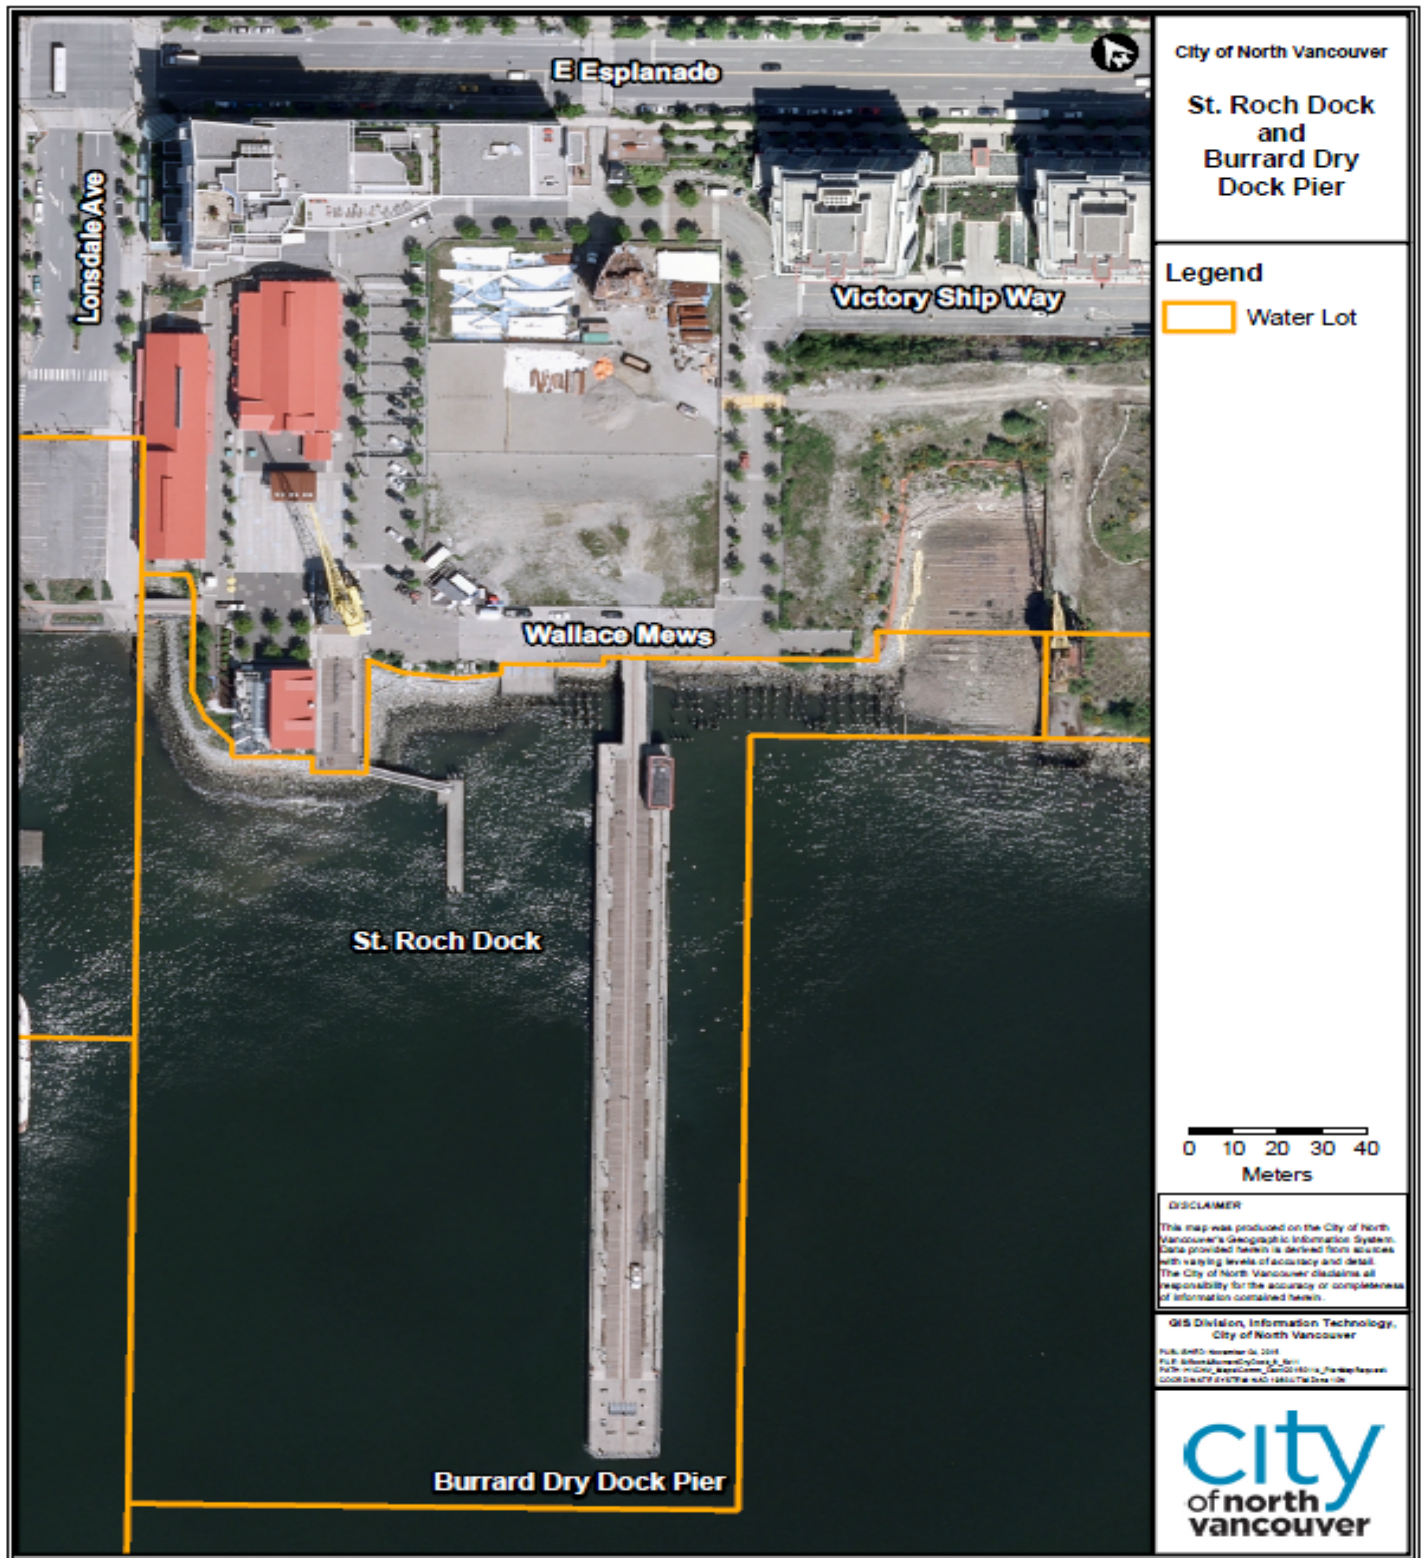 E Esplanade
Lonsdale Ave
Victory Ship Way
Wallace Mews
St. Roch Dock
Burrard Dry Dock Pier
City of North Vancouver
St. Roch Dock
and
Burrard Dry
Dock Pier
Legend
Water Lot
0 10 20 30 40
Meters
DISCLAIMER
This map was produced on the City of North
Vancouver's Geographic Information System.
Data provided herein is derived from sources
with varying levels of accuracy and detail.
The City of North Vancouver disclaims all
responsibility for the accuracy or completeness
of information contained herein.
GIS Division, Information Technology,
City of North Vancouver
city
of north
vancouver